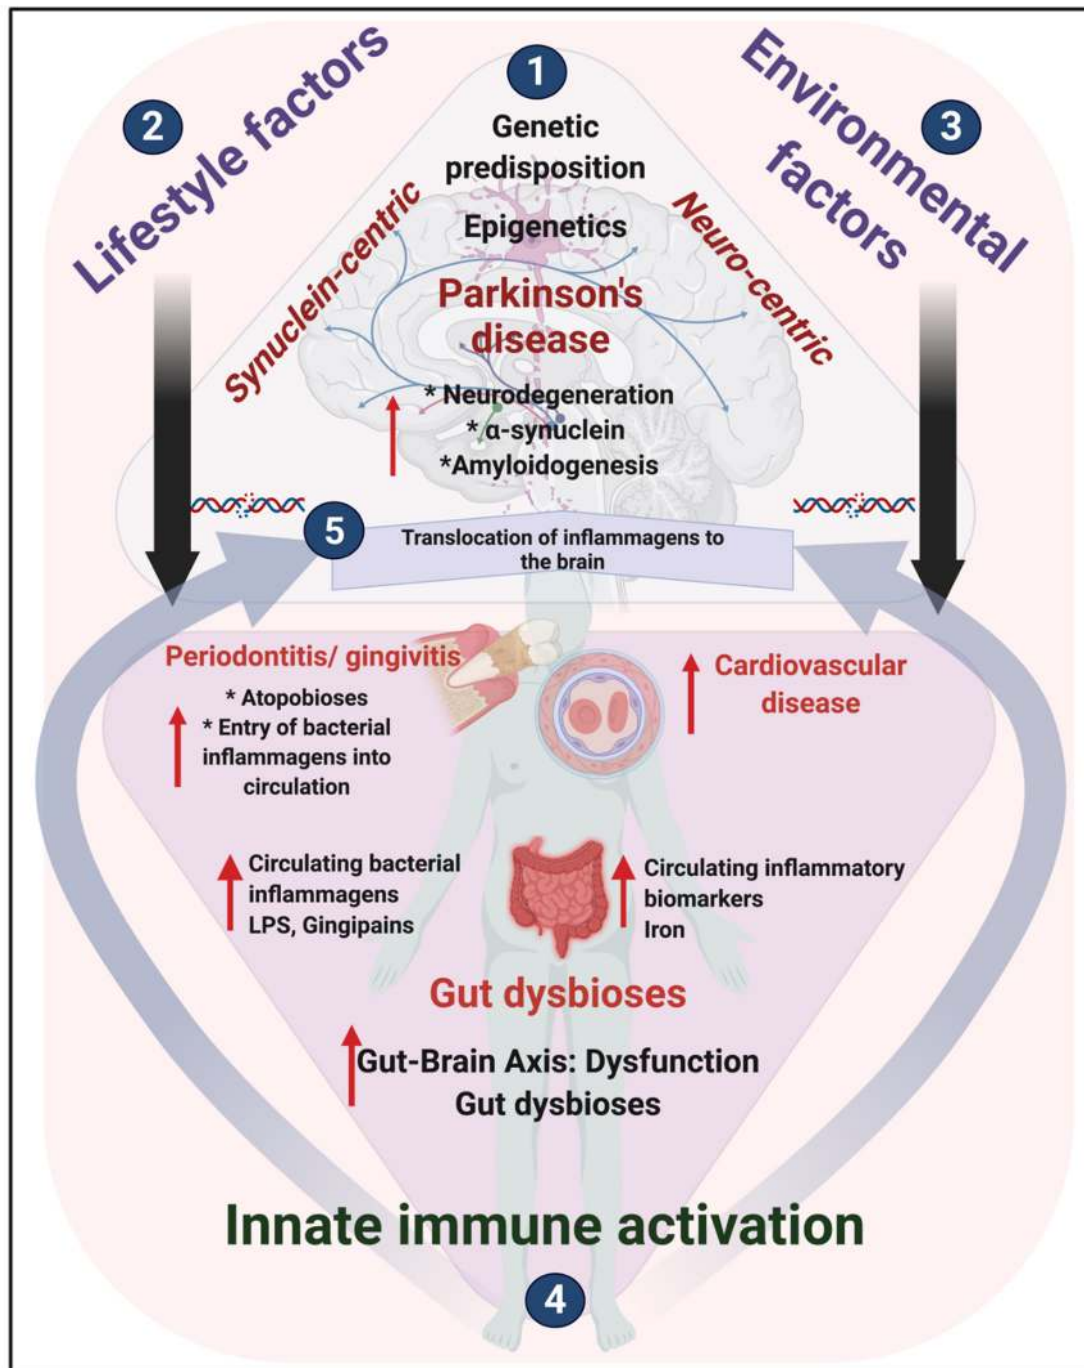 1
Genetic
predisposition
Epigenetics
2
Lifestyle factors
3
Environmental
factors
Synuclein-centric
Neuro-centric
Parkinson's
disease
* Neurodegeneration
* α-synuclein
*Amyloidogenesis
5
Translocation of inflammagens to
the brain
Periodontitis/ gingivitis
* Atopobioses
* Entry of bacterial
inflammagens into
circulation
Cardiovascular
disease
Circulating bacterial
inflammagens
LPS, Gingipains
Circulating inflammatory
biomarkers
Iron
Gut dysbioses
Gut-Brain Axis: Dysfunction
Gut dysbioses
Innate immune activation
4